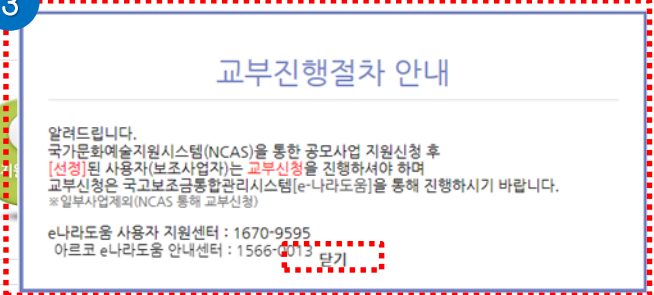 3
교부진행절차 안내
알려드립니다.
국가문화예술지원시스템(NCAS)을 통한 공모사업 지원신청 후
[선정]된 사용자(보조사업자)는 교부신청을 진행하셔야 하며
교부신청은 국고보조금통합관리시스템[e-나라도움]을 통해 진행하시기 바랍니다.
※일부사업제외(NCAS 통해 교부신청)
e나라도움 사용자 지원센터 : 1670-9595
아르코 e나라도움 안내센터 : 1566-0013
닫기